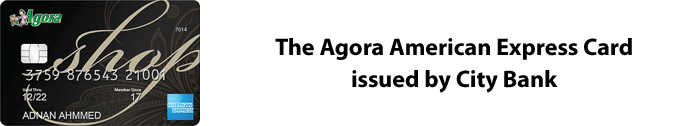 Agora
shop
7014
3759 876543 21001
Valid Thru
Member Since
12/22
17
ADNAN AHMMED
AMERICAN
EXPRESS
The Agora American Express Card
issued by City Bank